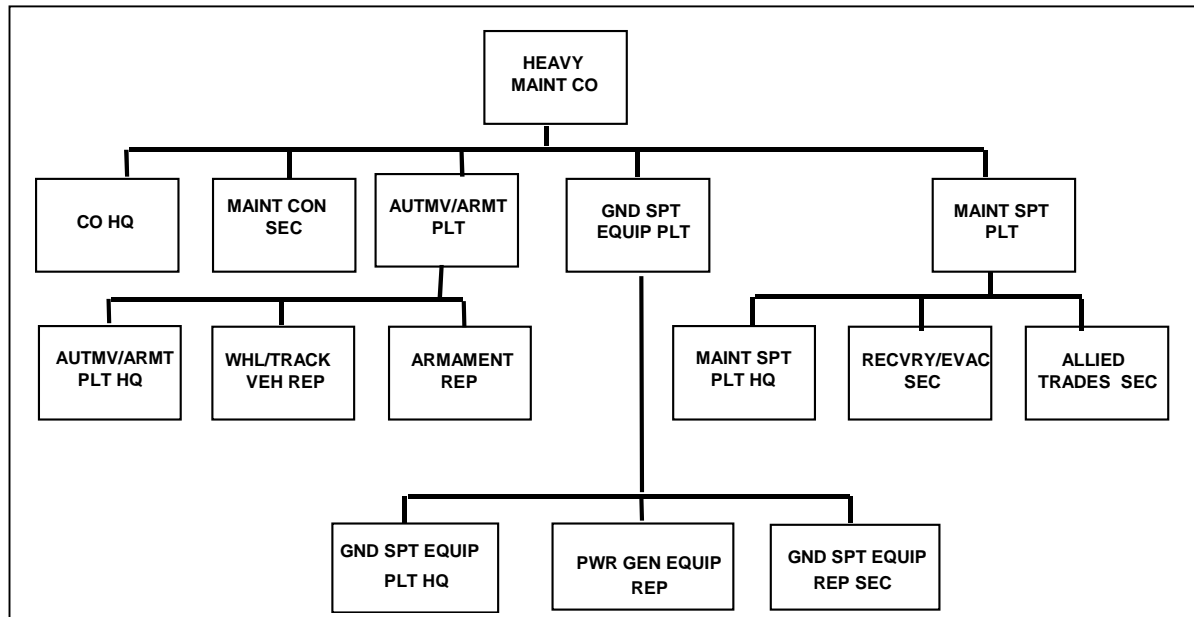 HEAVY
MAINT CO
CO HQ
MAINT CON
SEC
AUTMV/ARMT
PLT
GND SPT
EQUIP PLT
MAINT SPT
PLT
AUTMV/ARMT
PLT HQ
WHL/TRACK
VEH REP
ARMAMENT
REP
MAINT SPT
PLT HQ
RECVRY/EVAC
SEC
ALLIED
TRADES SEC
GND SPT EQUIP
PLT HQ
PWR GEN EQUIP
REP
GND SPT EQUIP
REP SEC